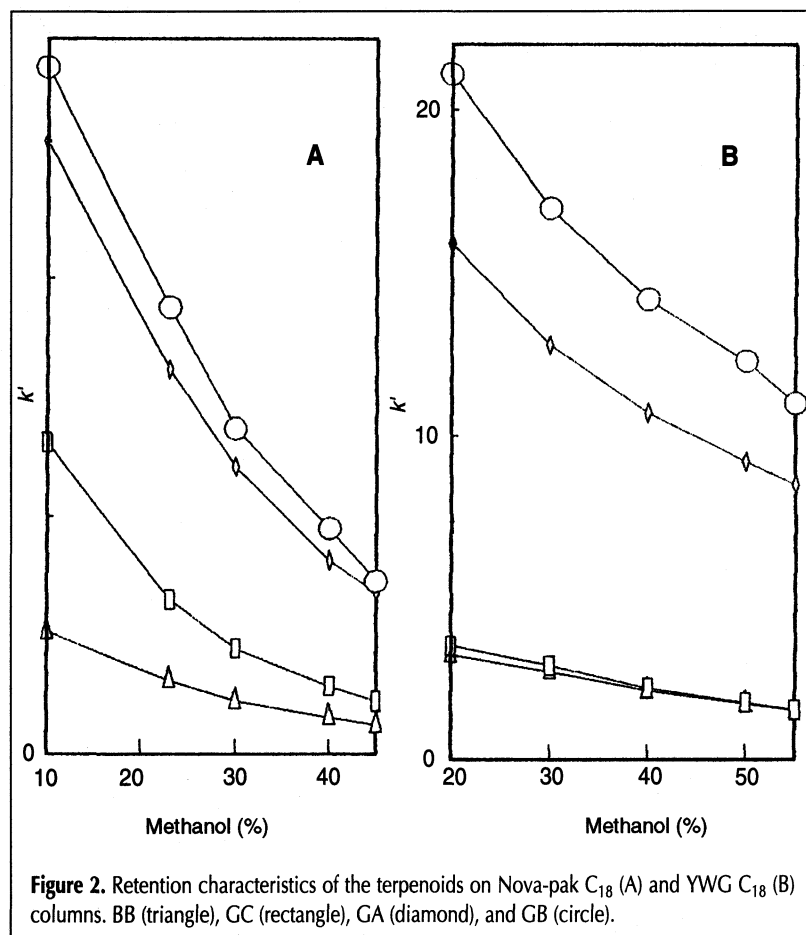 A
k'
0
10
20
30
40
Methanol (%)
B
20
k'
10
0
20
30
40
50
Methanol (%)
Figure 2. Retention characteristics of the terpenoids on Nova-pak C18 (A) and YWG C18 (B)
columns. BB (triangle), GC (rectangle), GA (diamond), and GB (circle).